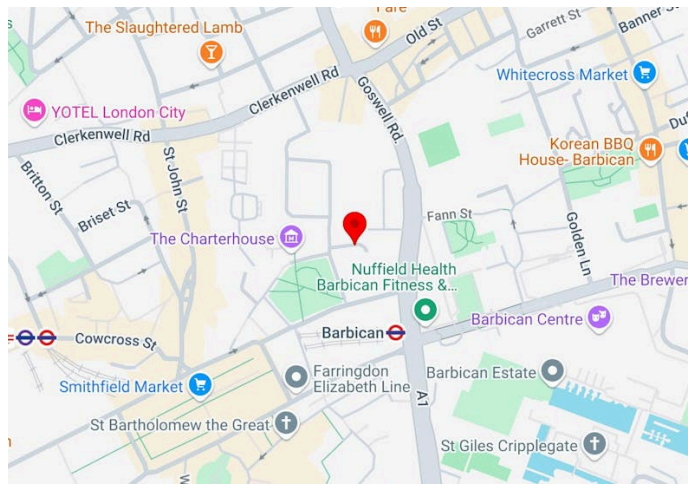 Fare
The Slaughtered Lamb
Old St
Garrett St
Banner St
Whitecross Market
Clerkenwell Rd
Goswell Rd.
YOTEL London City
Clerkenwell Rd
Korean BBQ
House- Barbican
St John St
Britton St
Briset St
Fann St
Golden Ln
The Charterhouse
Nuffield Health
Barbican Fitness &...
The Brewer
Barbican Centre
Barbican
Cowcross St
Smithfield Market
Farringdon
Elizabeth Line
A1
Barbican Estate
St Bartholomew the Great
St Giles Cripplegate